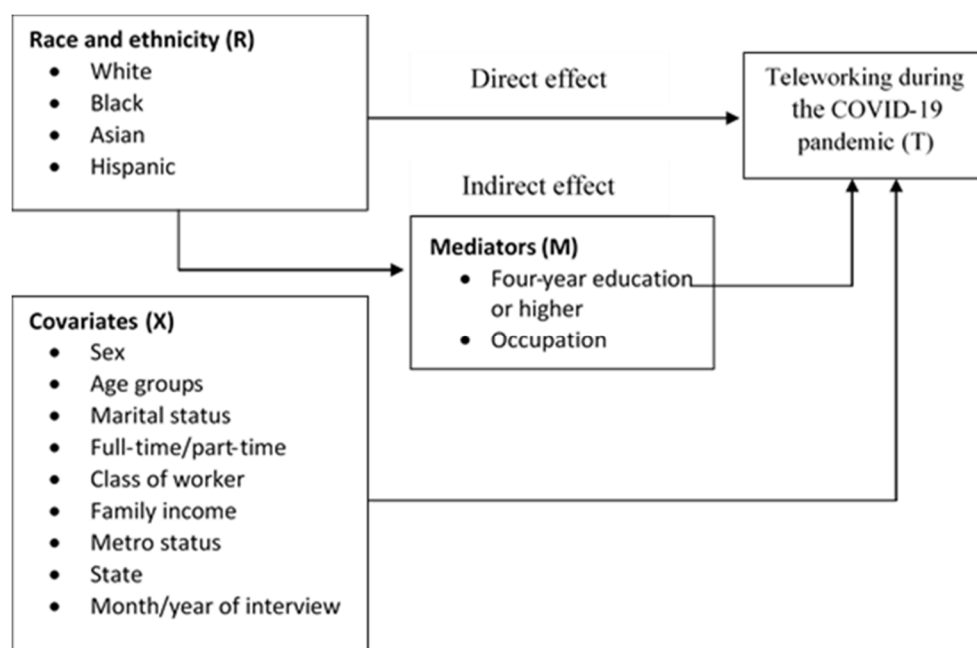 Race and ethnicity (R)
• White
• Black
• Asian
• Hispanic
Direct effect
Teleworking during
the COVID-19
pandemic (T)
Indirect effect
Mediators (M)
• Four-year education
or higher
• Occupation
Covariates (X)
• Sex
• Age groups
• Marital status
• Full-time/part-time
• Class of worker
• Family income
• Metro status
• State
• Month/year of interview